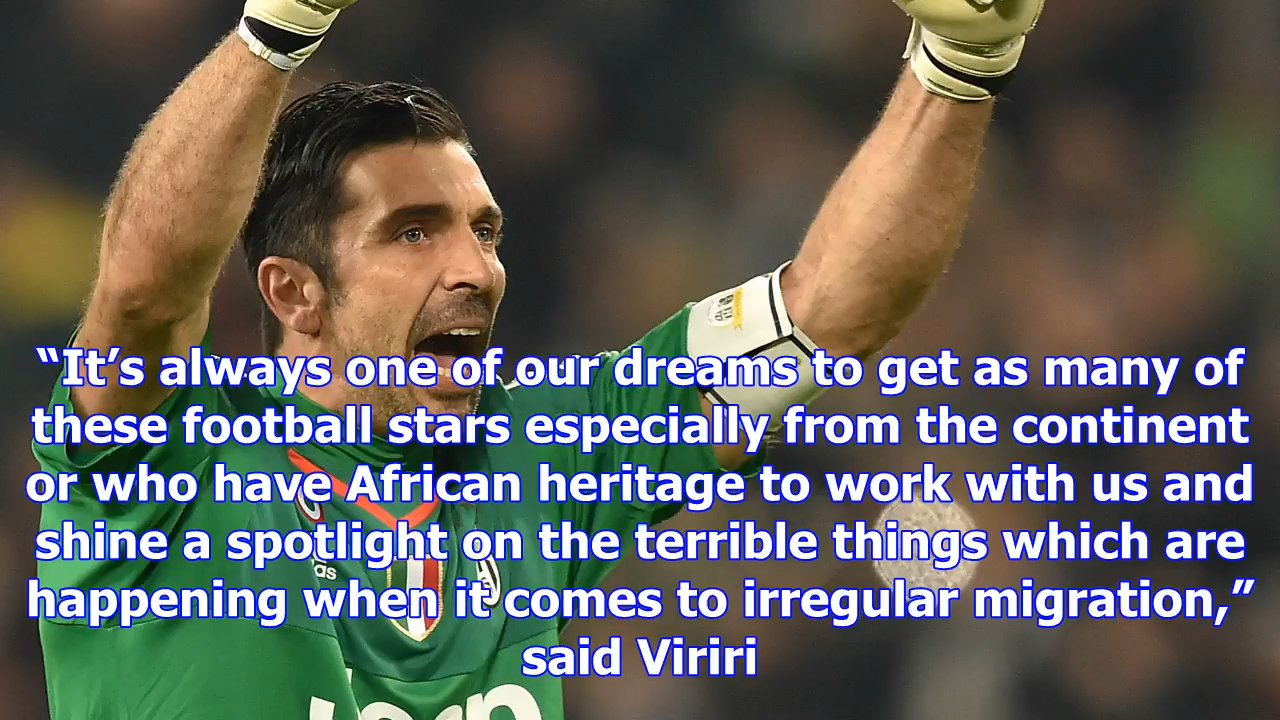 “It’s always one of our dreams to get as many of
these football stars especially from the continent
or who have African heritage to work with us and
shine a spotlight on the terrible things which are
happening when it comes to irregular migration,”
said Viriri